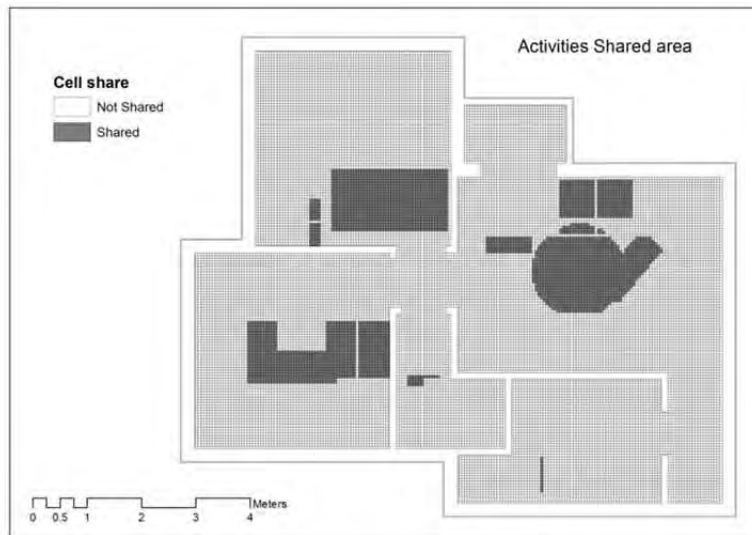 Activities Shared area
Cell share
Not Shared
Shared
Meters
0 0.5 1 2 3 4